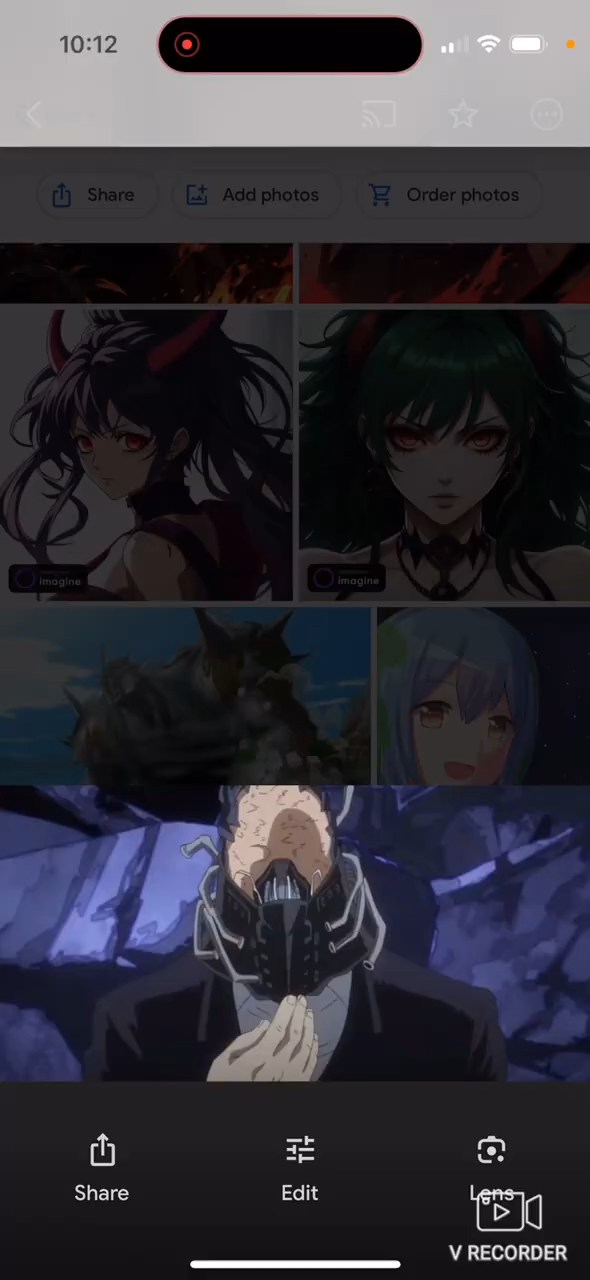 10:12
Share
Add photos
Order photos
imagine
imagine
Share
Edit
Lens
V RECORDER